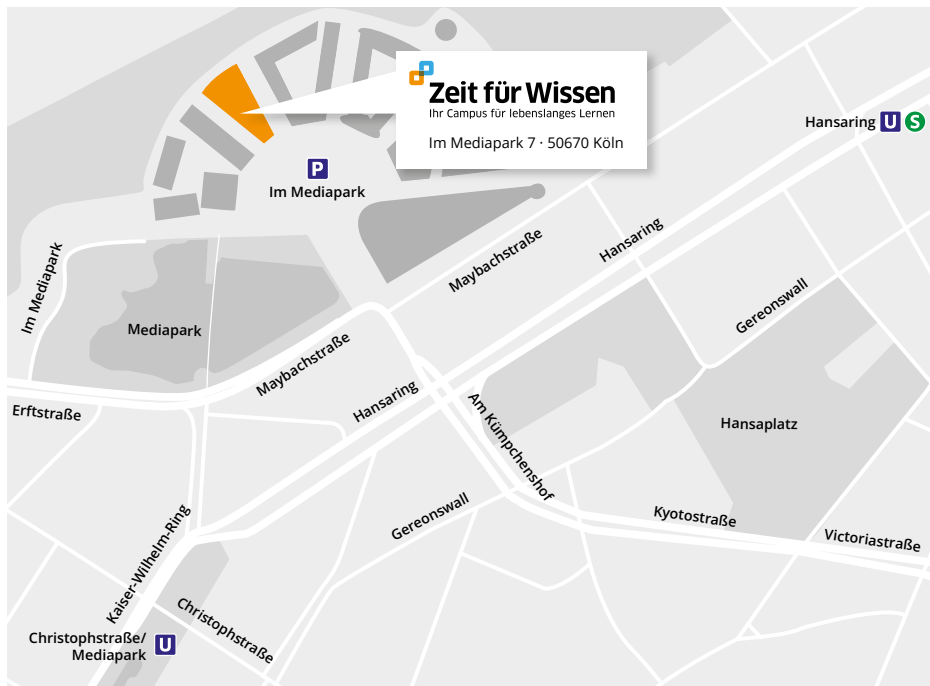 Zeit für Wissen
Ihr Campus für lebenslanges Lernen
Im Mediapark 7 · 50670 Köln
Hansaring U S
P
Im Mediapark
Im Mediapark
Maybachstraße
Hansaring
Gereonswall
Mediapark
Maybachstraße
Hansaring
Erftstraße
Am Kümpchenshof
Hansaplatz
Gereonswall
Kyotostraße
Victoriastraße
Kaiser-Wilhelm-Ring
Christophstraße
Christophstraße/
Mediapark
U